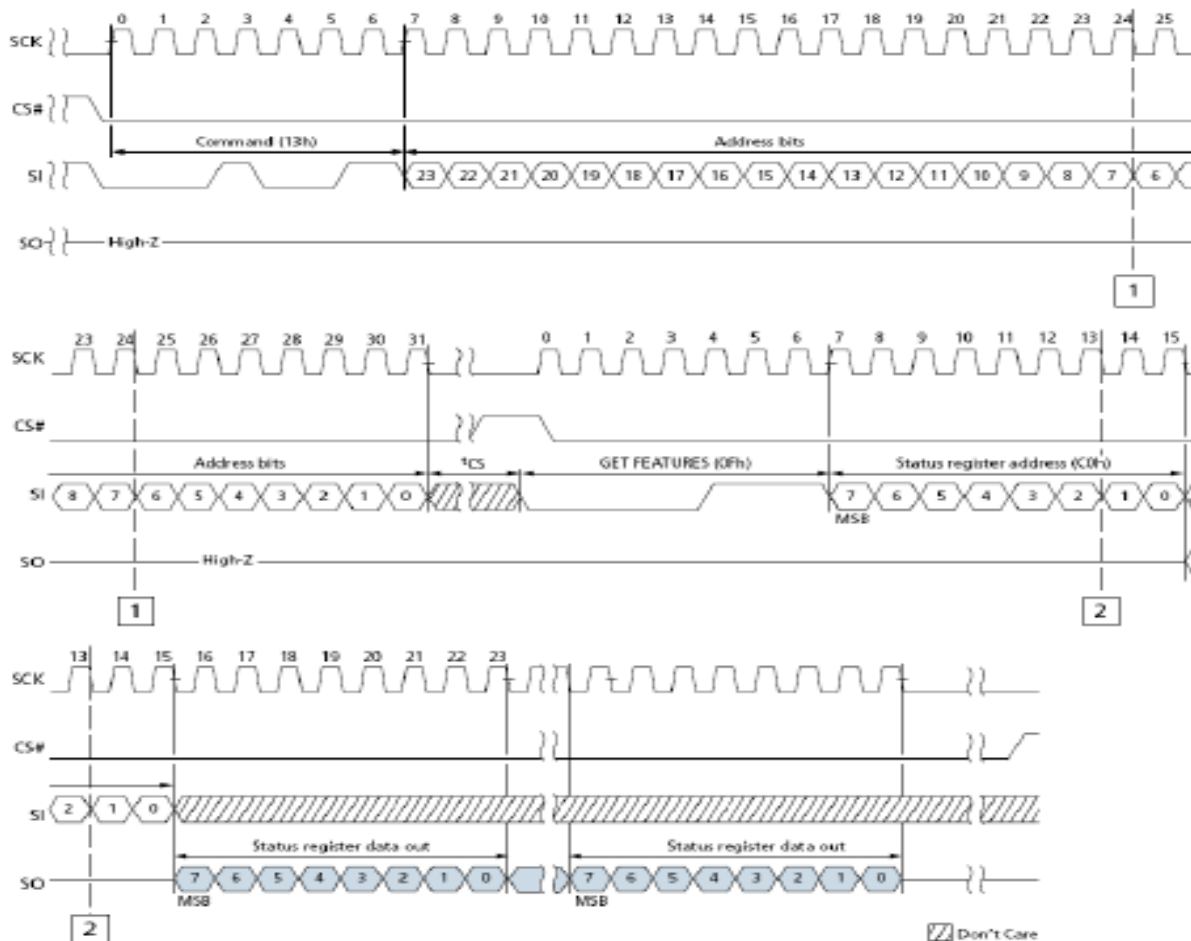 0 1 2 3 4 5 6 7 8 9 10 11 12 13 14 15 16 17 18 19 20 21 22 23 24 25
SCK
CS#
Command (13h) Address bits
SI 23 22 21 20 19 18 17 16 15 14 13 12 11 10 9 8 7 6
SO High-Z
1
23 24 25 26 27 28 29 30 31 0 1 2 3 4 5 6 7 8 9 10 11 12 13 14 15
SCK
CS#
Address bits tCS GET FEATURES (0Fh) Status register address (C0h)
SI 8 7 6 5 4 3 2 1 0 7 6 5 4 3 2 1 0
MSB
SO High-Z
1 2
13 14 15 16 17 18 19 20 21 22 23
SCK
CS#
SI 2 1 0
Status register data out Status register data out
SO 7 6 5 4 3 2 1 0 7 6 5 4 3 2 1 0
MSB MSB
2
Don't Care